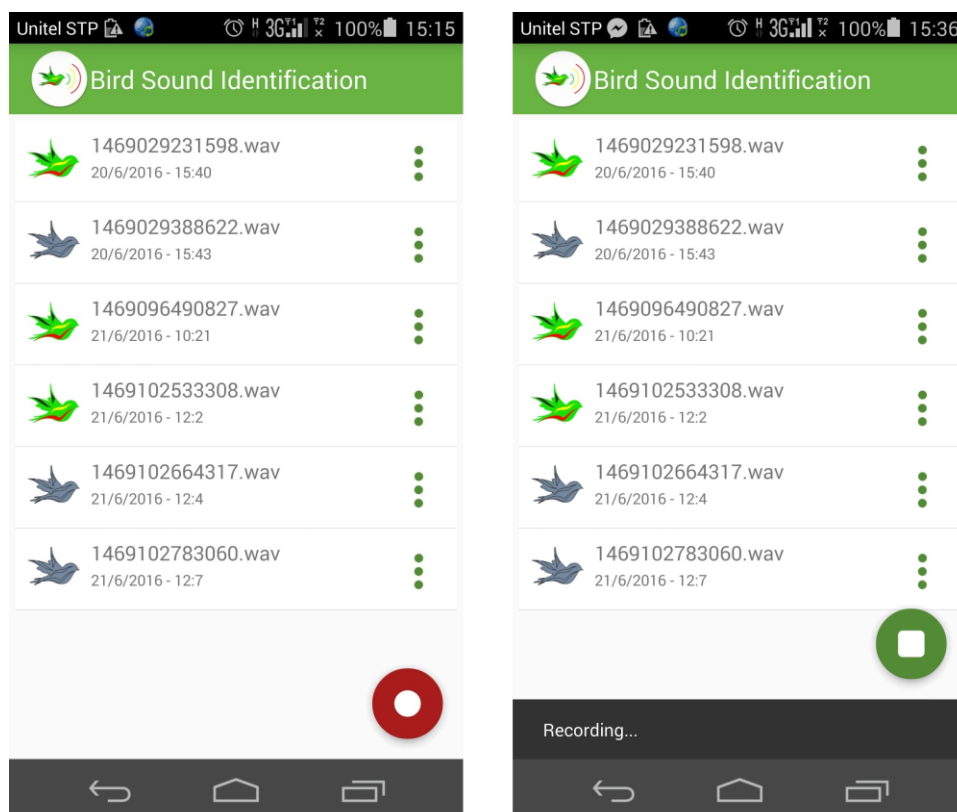 Unitel STP 3G 100% 15:15
Bird Sound Identification
1469029231598.wav
20/6/2016 - 15:40
1469029388622.wav
20/6/2016 - 15:43
1469096490827.wav
21/6/2016 - 10:21
1469102533308.wav
21/6/2016 - 12:2
1469102664317.wav
21/6/2016 - 12:4
1469102783060.wav
21/6/2016 - 12:7
Unitel STP 3G 100% 15:36
Bird Sound Identification
1469029231598.wav
20/6/2016 - 15:40
1469029388622.wav
20/6/2016 - 15:43
1469096490827.wav
21/6/2016 - 10:21
1469102533308.wav
21/6/2016 - 12:2
1469102664317.wav
21/6/2016 - 12:4
1469102783060.wav
21/6/2016 - 12:7
Recording...